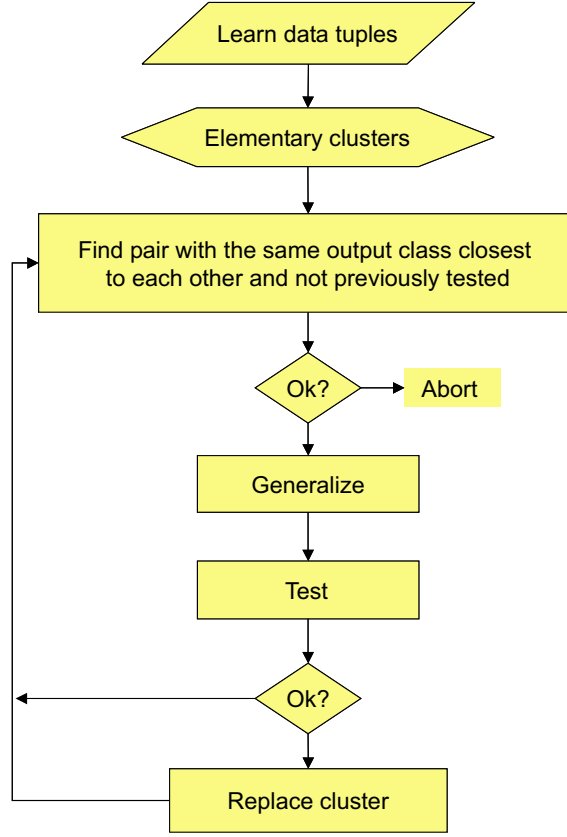 Learn data tuples
Elementary clusters
Find pair with the same output class closest
to each other and not previously tested
Ok?
Abort
Generalize
Test
Ok?
Replace cluster